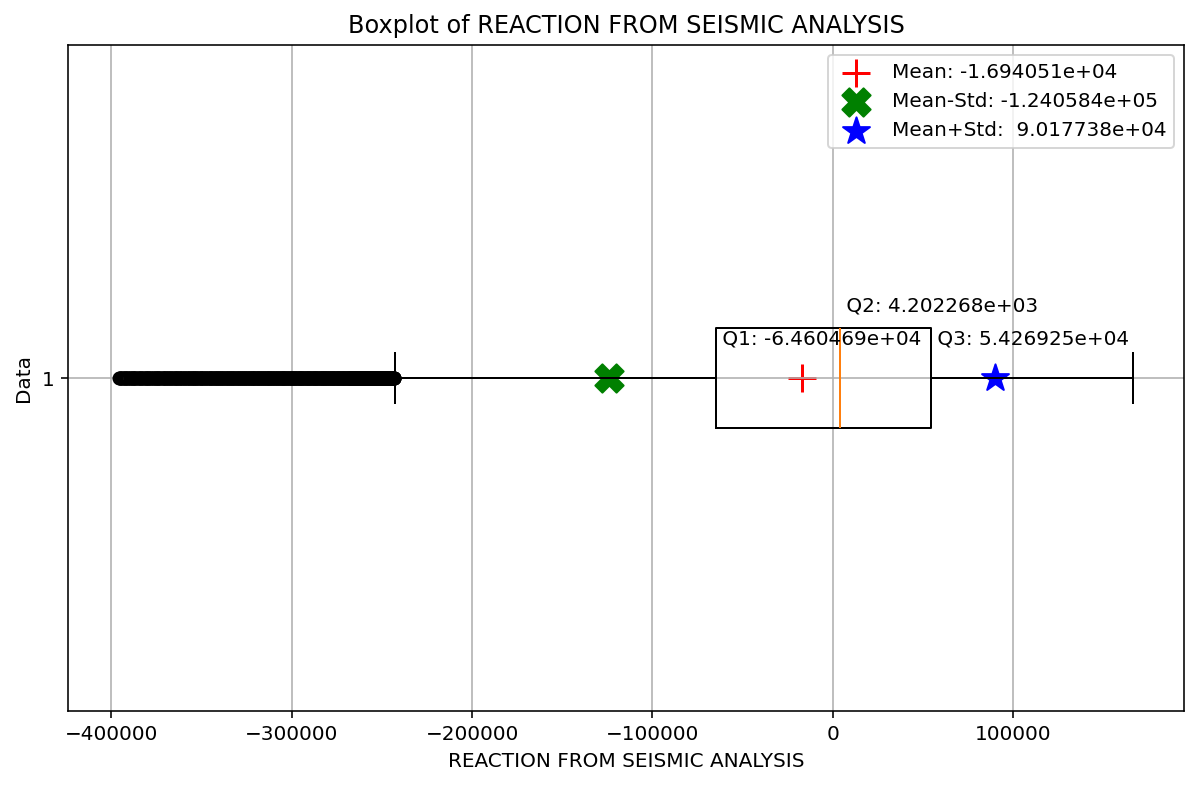 Boxplot of REACTION FROM SEISMIC ANALYSIS
Mean: -1.694051e+04
Mean-Std: -1.240584e+05
Mean+Std:  9.017738e+04
Q2: 4.202268e+03
Q1: -6.460469e+04
Q3: 5.426925e+04
Data
1
−400000
−300000
−200000
−100000
0
100000
REACTION FROM SEISMIC ANALYSIS